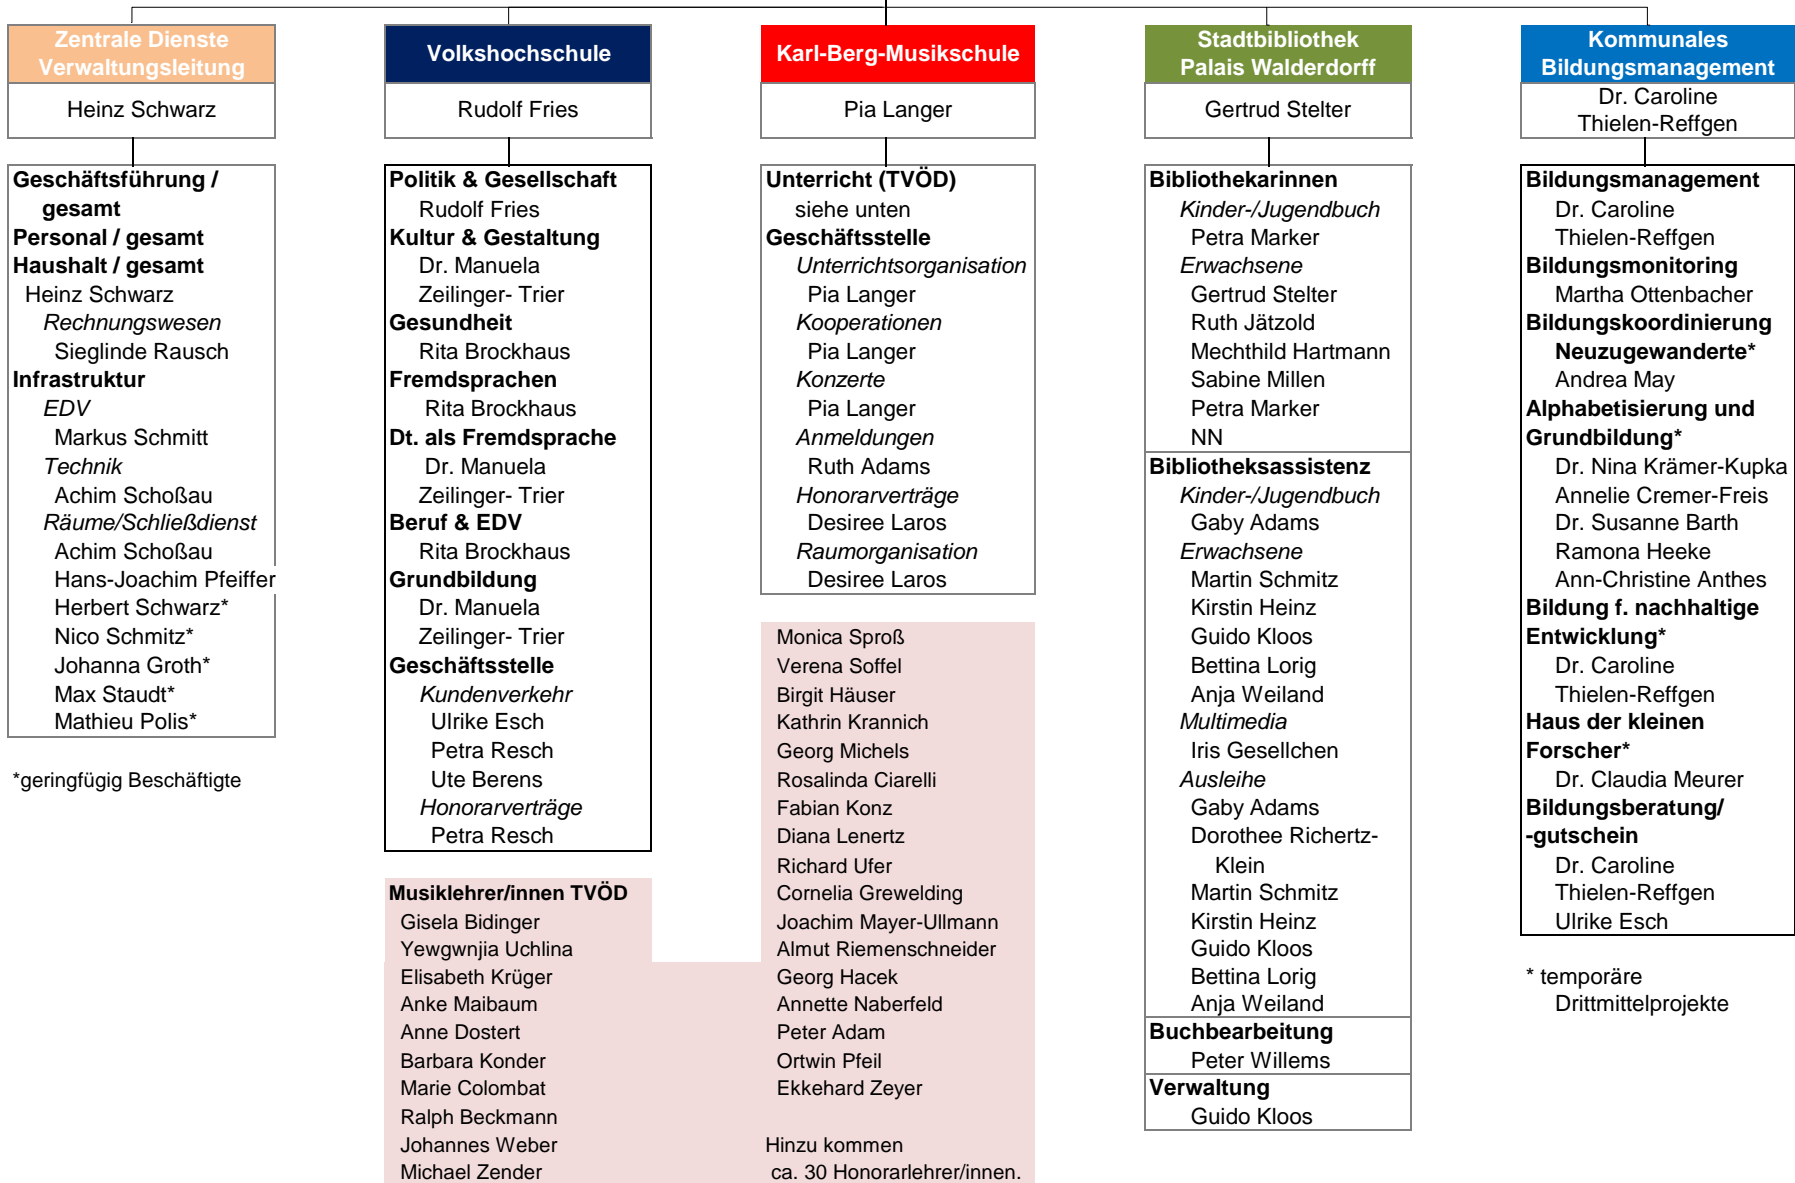 Zentrale Dienste
Verwaltungsleitung
Heinz Schwarz
Geschäftsführung /
gesamt
Personal / gesamt
Haushalt / gesamt
Heinz Schwarz
Rechnungswesen
Sieglinde Rausch
Infrastruktur
EDV
Markus Schmitt
Technik
Achim Schoßau
Räume/Schließdienst
Achim Schoßau
Hans-Joachim Pfeiffer
Herbert Schwarz*
Nico Schmitz*
Johanna Groth*
Max Staudt*
Mathieu Polis*
*geringfügig Beschäftigte
Volkshochschule
Rudolf Fries
Politik & Gesellschaft
Rudolf Fries
Kultur & Gestaltung
Dr. Manuela
Zeilinger- Trier
Gesundheit
Rita Brockhaus
Fremdsprachen
Rita Brockhaus
Dt. als Fremdsprache
Dr. Manuela
Zeilinger- Trier
Beruf & EDV
Rita Brockhaus
Grundbildung
Dr. Manuela
Zeilinger- Trier
Geschäftsstelle
Kundenverkehr
Ulrike Esch
Petra Resch
Ute Berens
Honorarverträge
Petra Resch
Musiklehrer/innen TVÖD
Gisela Bidinger
Yewgwnjia Uchlina
Elisabeth Krüger
Anke Maibaum
Anne Dostert
Barbara Konder
Marie Colombat
Ralph Beckmann
Johannes Weber
Michael Zender
Karl-Berg-Musikschule
Pia Langer
Unterricht (TVÖD)
siehe unten
Geschäftsstelle
Unterrichtsorganisation
Pia Langer
Kooperationen
Pia Langer
Konzerte
Pia Langer
Anmeldungen
Ruth Adams
Honorarverträge
Desiree Laros
Raumorganisation
Desiree Laros
Monica Sproß
Verena Soffel
Birgit Häuser
Kathrin Krannich
Georg Michels
Rosalinda Ciarelli
Fabian Konz
Diana Lenertz
Richard Ufer
Cornelia Grewelding
Joachim Mayer-Ullmann
Almut Riemenschneider
Georg Hacek
Annette Naberfeld
Peter Adam
Ortwin Pfeil
Ekkehard Zeyer
Hinzu kommen
ca. 30 Honorarlehrer/innen.
Stadtbibliothek
Palais Walderdorff
Gertrud Stelter
Bibliothekarinnen
Kinder-/Jugendbuch
Petra Marker
Erwachsene
Gertrud Stelter
Ruth Jätzold
Mechthild Hartmann
Sabine Millen
Petra Marker
NN
Bibliotheksassistenz
Kinder-/Jugendbuch
Gaby Adams
Erwachsene
Martin Schmitz
Kirstin Heinz
Guido Kloos
Bettina Lorig
Anja Weiland
Multimedia
Iris Gesellchen
Ausleihe
Gaby Adams
Dorothee Richertz-
Klein
Martin Schmitz
Kirstin Heinz
Guido Kloos
Bettina Lorig
Anja Weiland
Buchbearbeitung
Peter Willems
Verwaltung
Guido Kloos
Kommunales
Bildungsmanagement
Dr. Caroline
Thielen-Reffgen
Bildungsmanagement
Dr. Caroline
Thielen-Reffgen
Bildungsmonitoring
Martha Ottenbacher
Bildungskoordinierung
Neuzugewanderte*
Andrea May
Alphabetisierung und
Grundbildung*
Dr. Nina Krämer-Kupka
Annelie Cremer-Freis
Dr. Susanne Barth
Ramona Heeke
Ann-Christine Anthes
Bildung f. nachhaltige
Entwicklung*
Dr. Caroline
Thielen-Reffgen
Haus der kleinen
Forscher*
Dr. Claudia Meurer
Bildungsberatung/
-gutschein
Dr. Caroline
Thielen-Reffgen
Ulrike Esch
* temporäre
Drittmittelprojekte